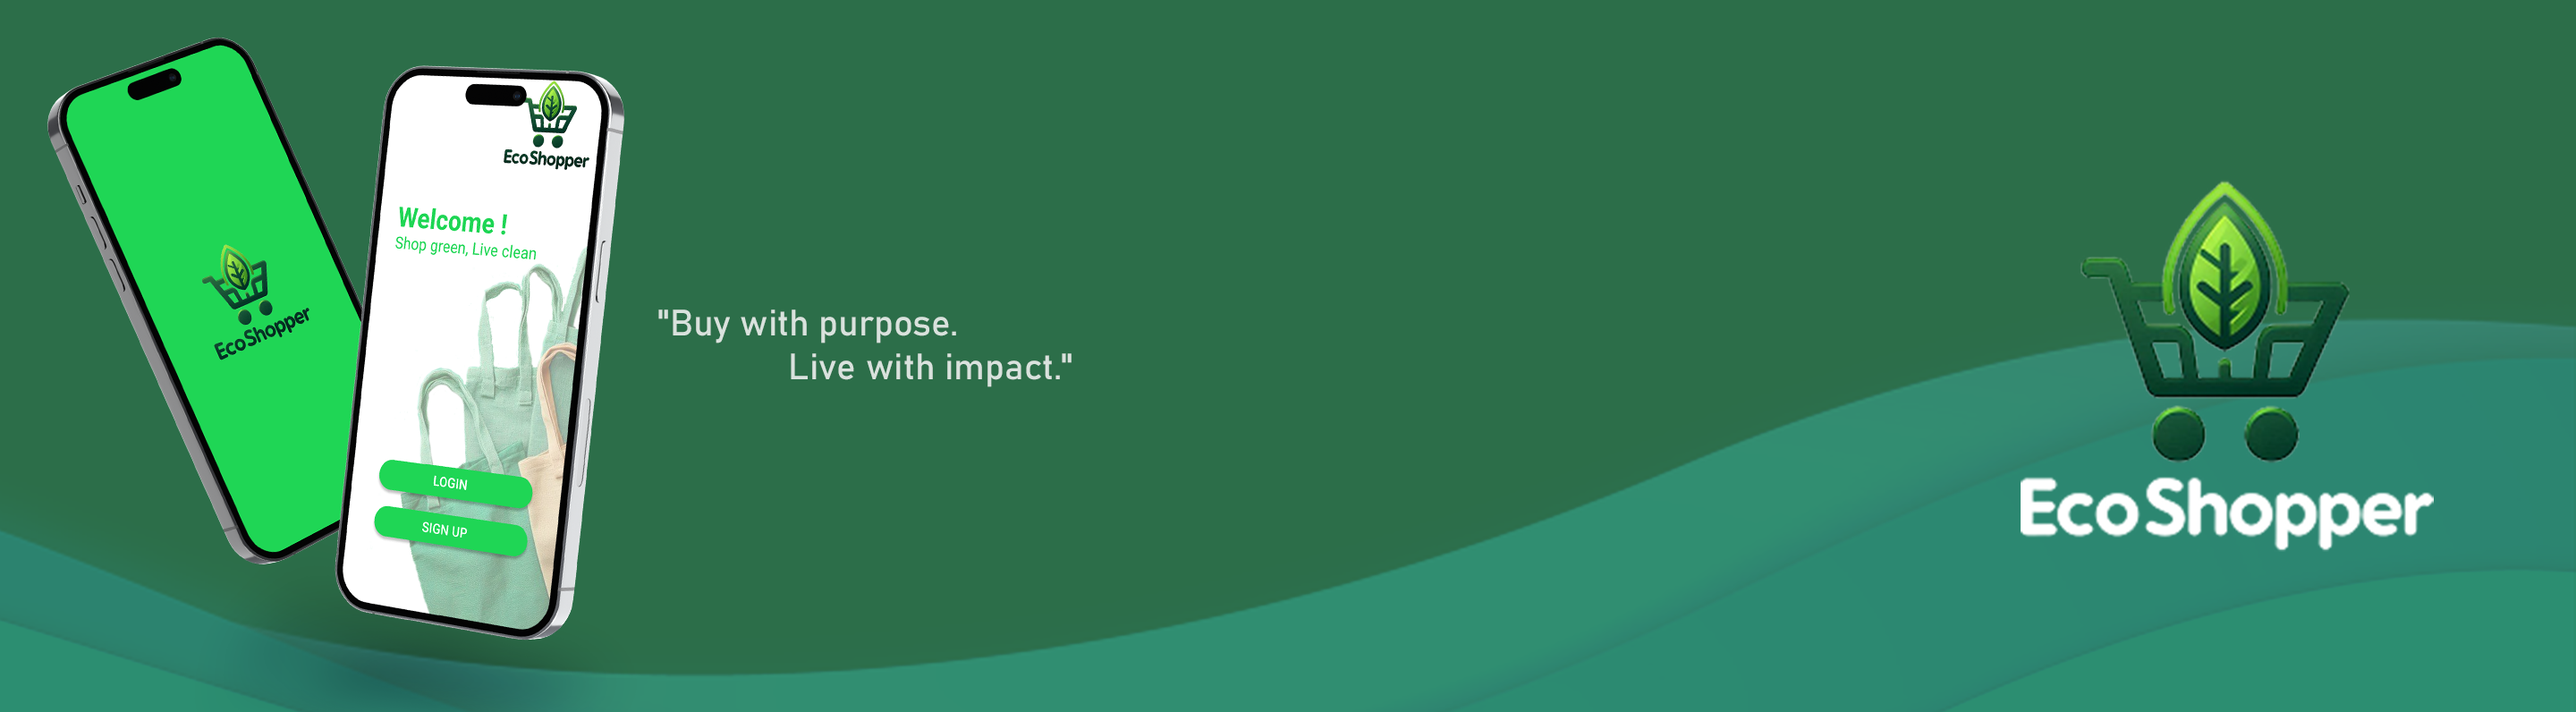 EcoShopper
EcoShopper
Welcome !
Shop green, Live clean
LOGiN
SIGN UP
"Buy with purpose.
Live with impact."
EcoShopper